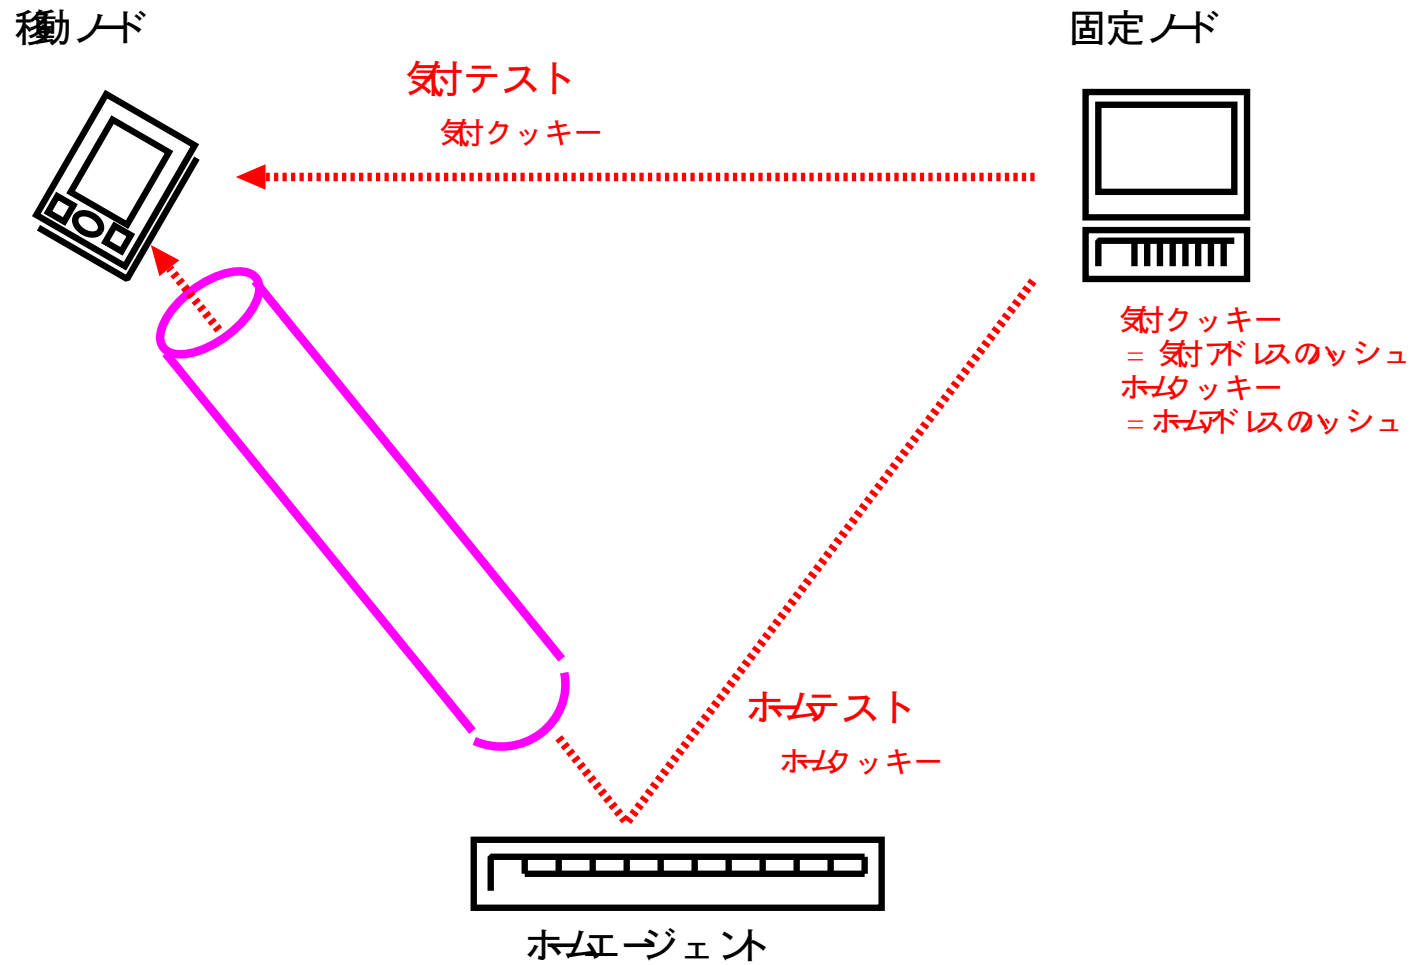 移動ノード
固定ノード
気付テスト
気付クッキー
気付クッキー
= 気付アドレスのハッシュ
ホームクッキー
= ホームアドレスのハッシュ
ホームテスト
ホームクッキー
ホームエージェント